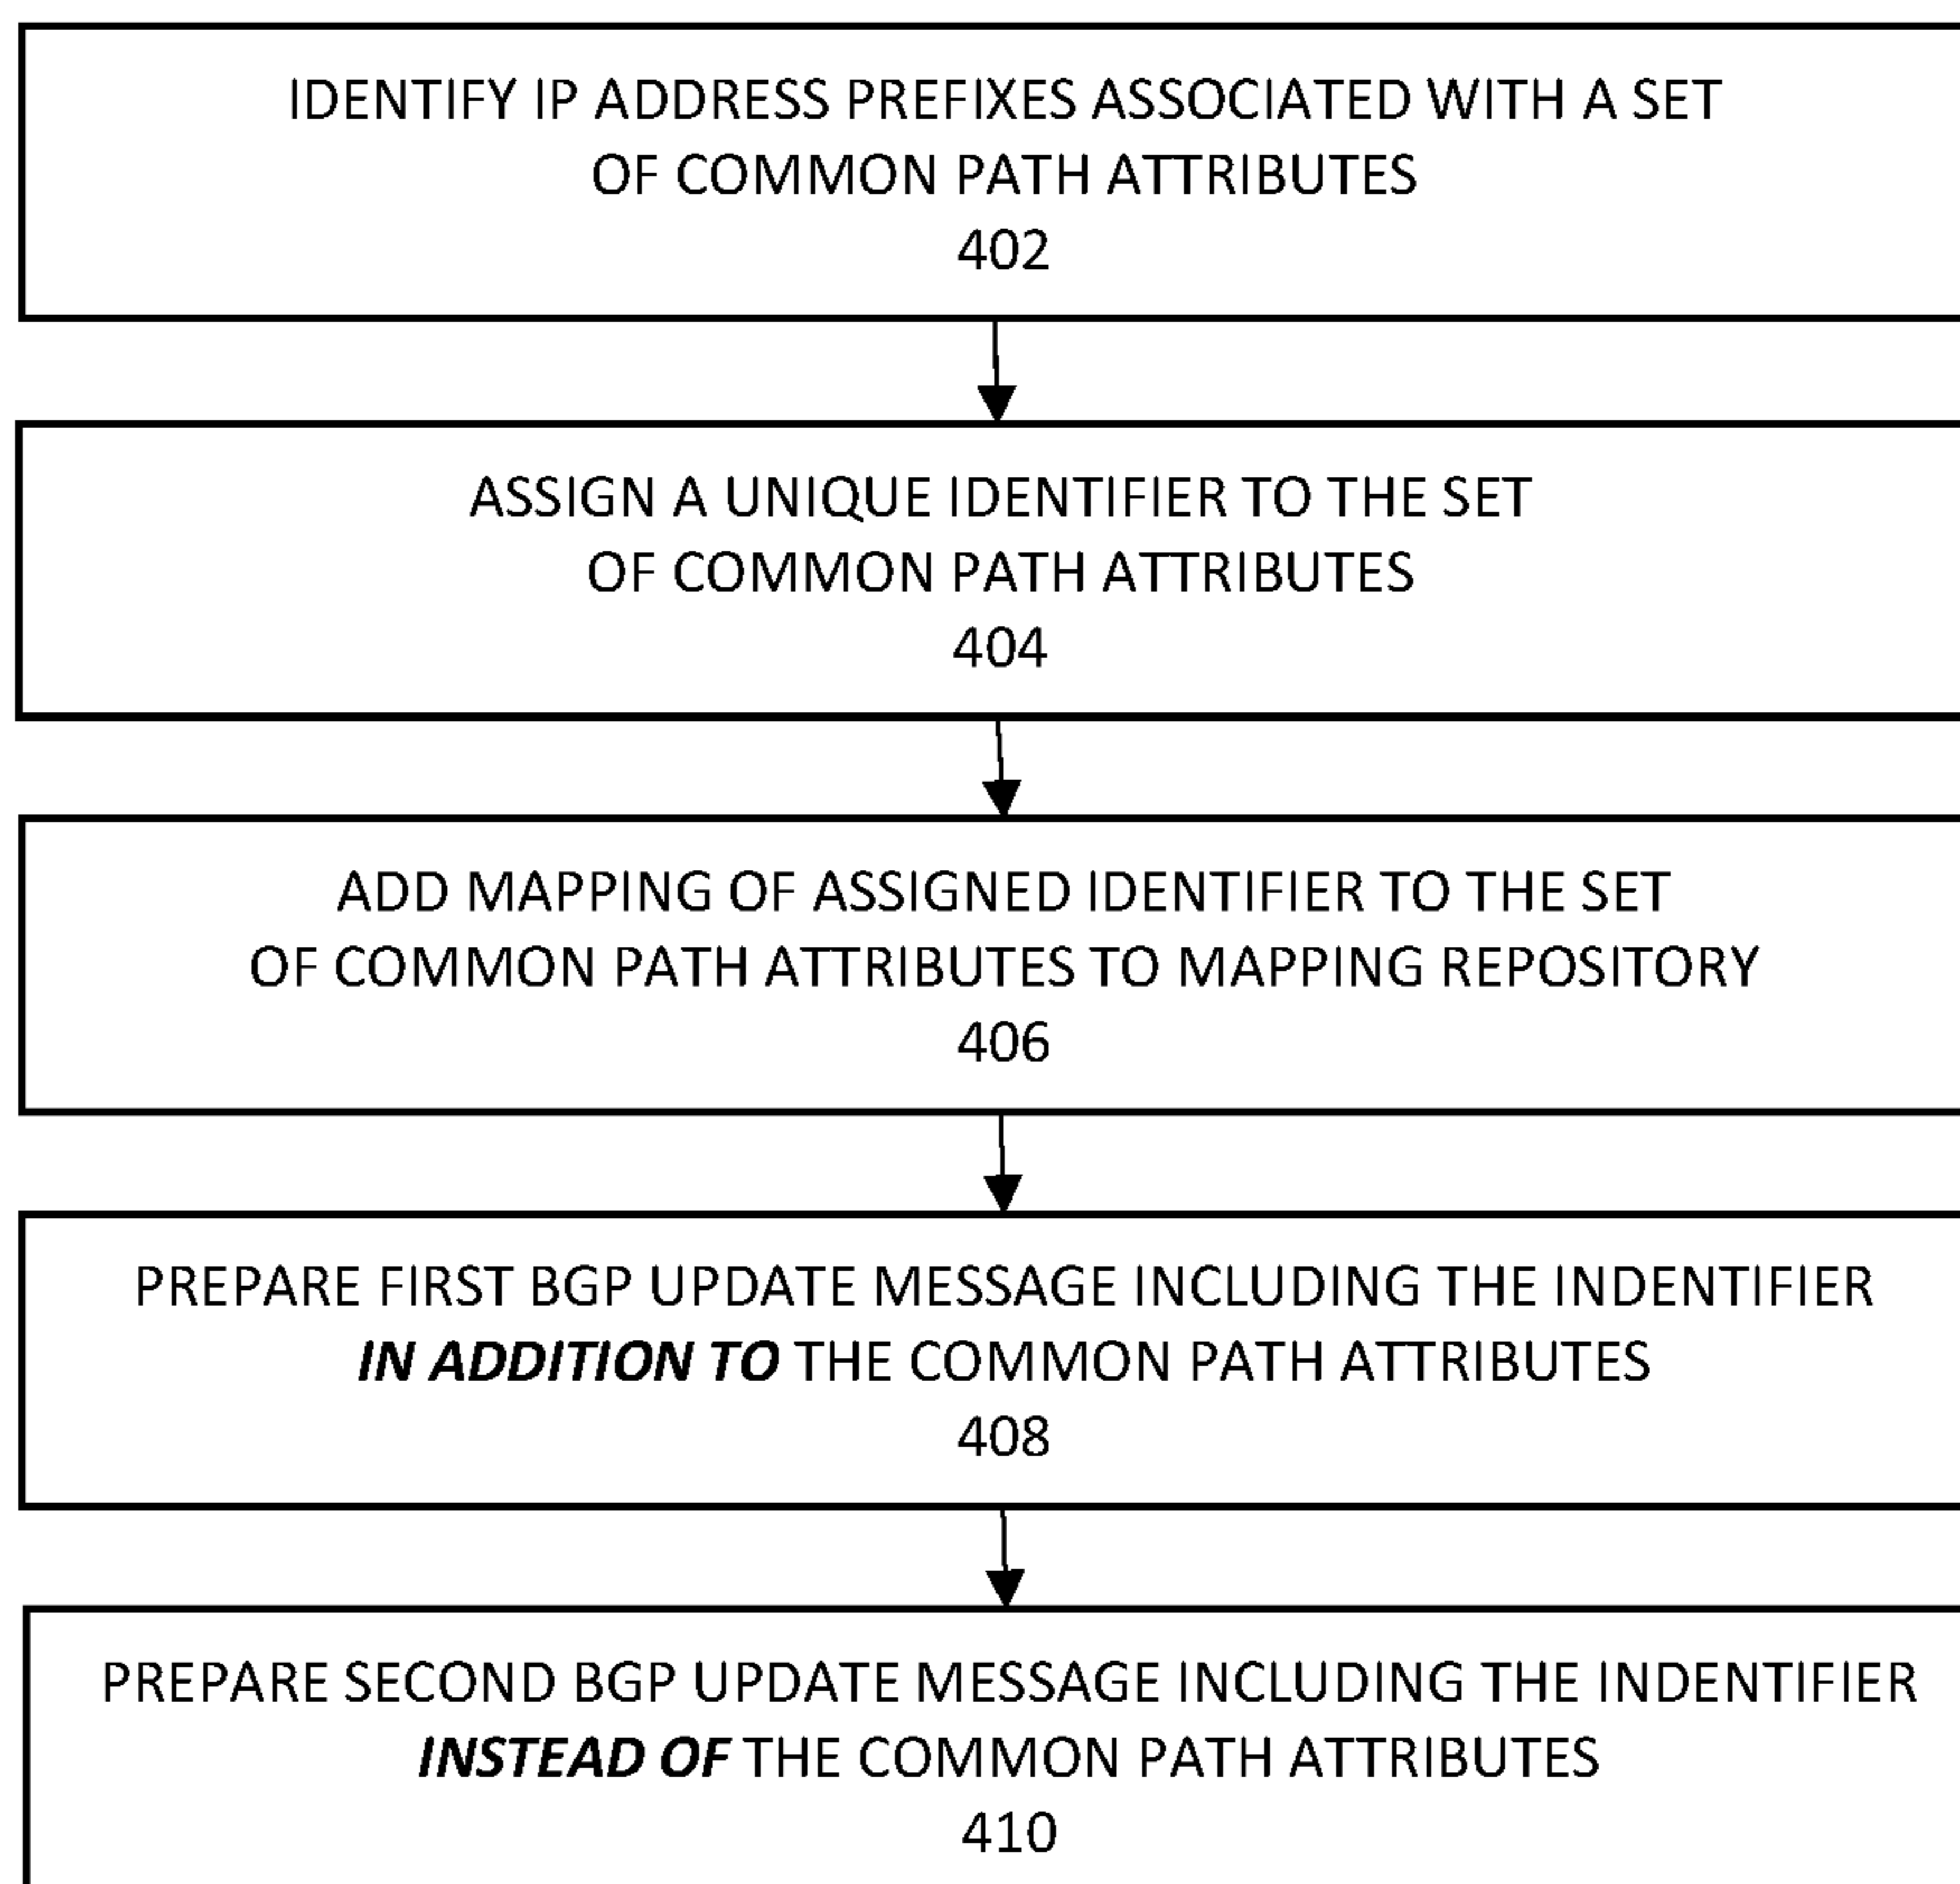 IDENTIFY IP ADDRESS PREFIXES ASSOCIATED WITH A SET
OF COMMON PATH ATTRIBUTES
402
ASSIGN A UNIQUE IDENTIFIER TO THE SET
OF COMMON PATH ATTRIBUTES
404
ADD MAPPING OF ASSIGNED IDENTIFIER TO THE SET
OF COMMON PATH ATTRIBUTES TO MAPPING REPOSITORY
406
PREPARE FIRST BGP UPDATE MESSAGE INCLUDING THE INDENTIFIER
IN ADDITION TO THE COMMON PATH ATTRIBUTES
408
PREPARE SECOND BGP UPDATE MESSAGE INCLUDING THE INDENTIFIER
INSTEAD OF THE COMMON PATH ATTRIBUTES
410